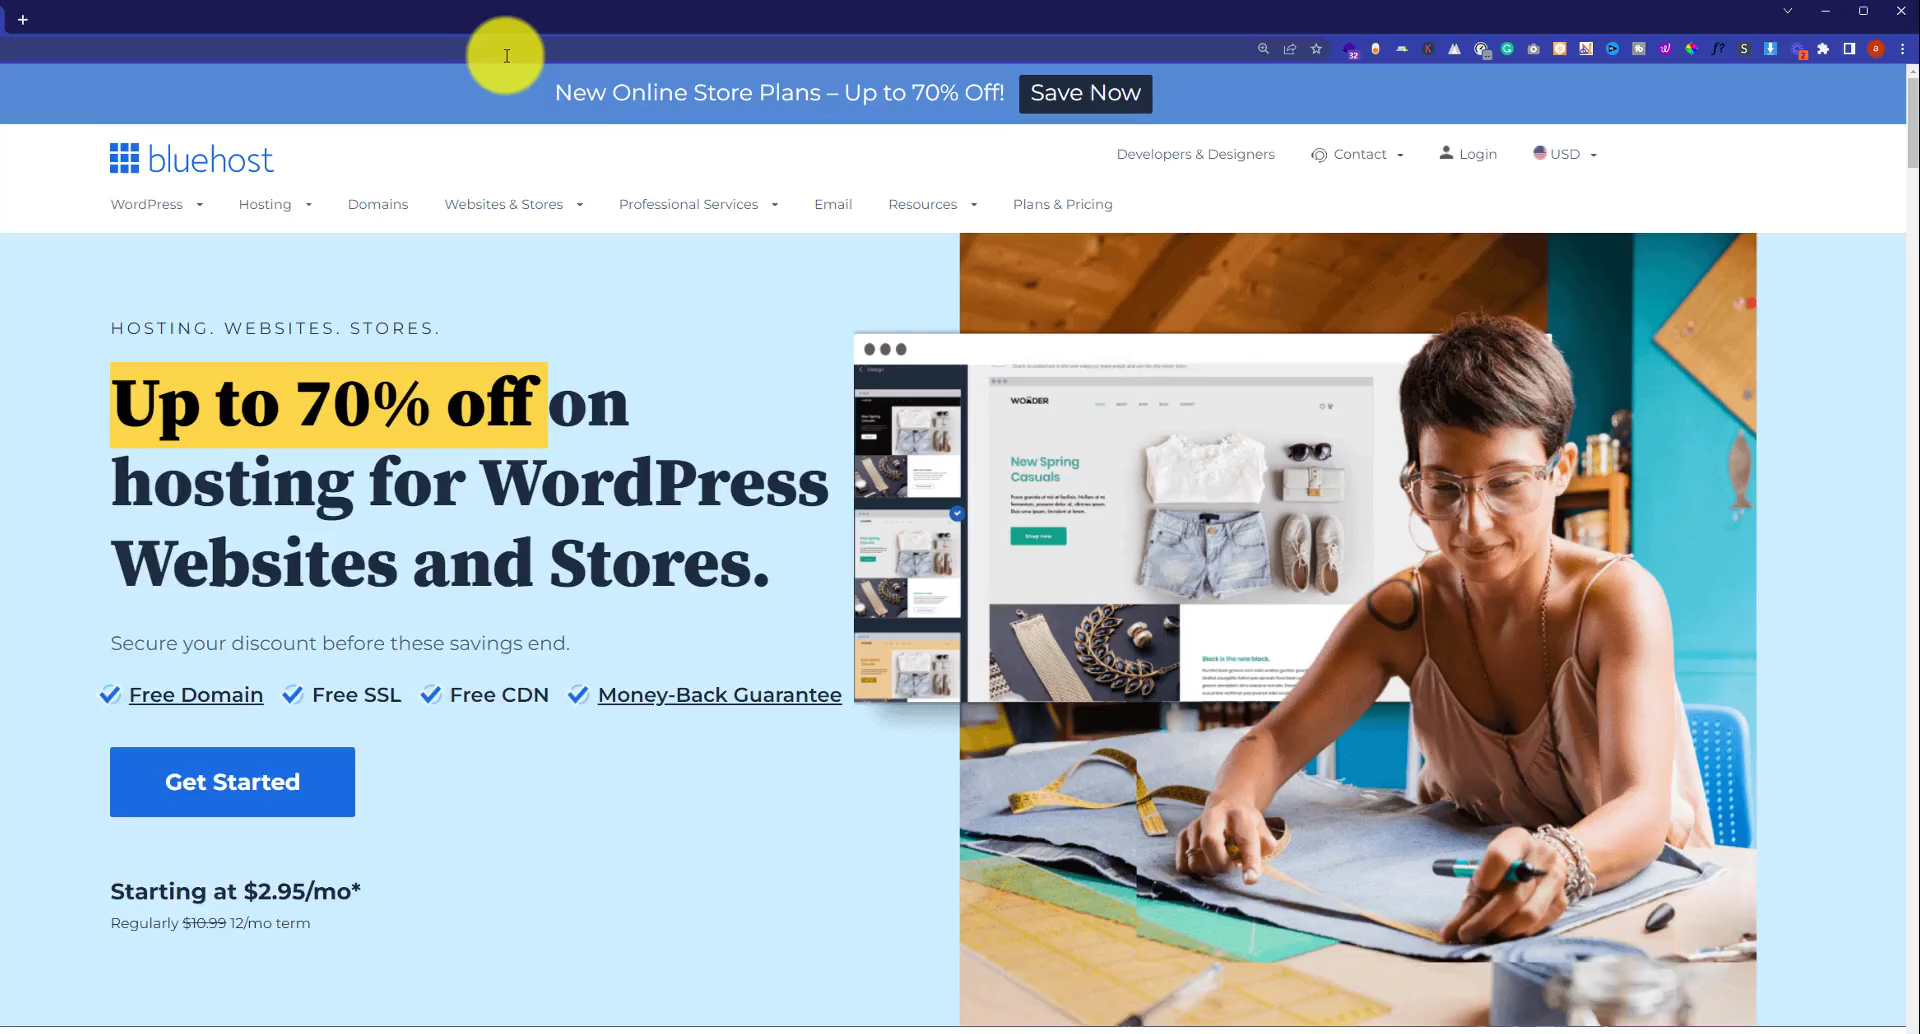 New Online Store Plans – Up to 70% Off! Save Now
bluehost
Developers & Designers Contact Login USD
WordPress Hosting Domains Websites & Stores Professional Services Email Resources Plans & Pricing
HOSTING. WEBSITES. STORES.
Up to 70% off on
hosting for WordPress
Websites and Stores.
Secure your discount before these savings end.
Free Domain Free SSL Free CDN Money-Back Guarantee
Get Started
Starting at $2.95/mo*
Regularly $10.99 12/mo term
Design
WONDER
New Spring
Casuals
Shop now
Black is the new black.
32
2